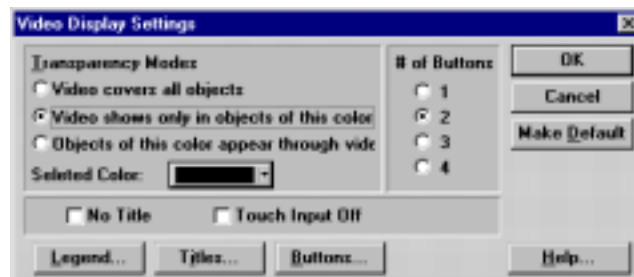 Video Display Settings
Transparency Modes
Video covers all objects
Video shows only in objects of this color
Objects of this color appear through vide
Seleted Color:
# of Buttons
1
2
3
4
OK
Cancel
Make Default
No Title
Touch Input Off
Legend...
Titles...
Buttons...
Help...